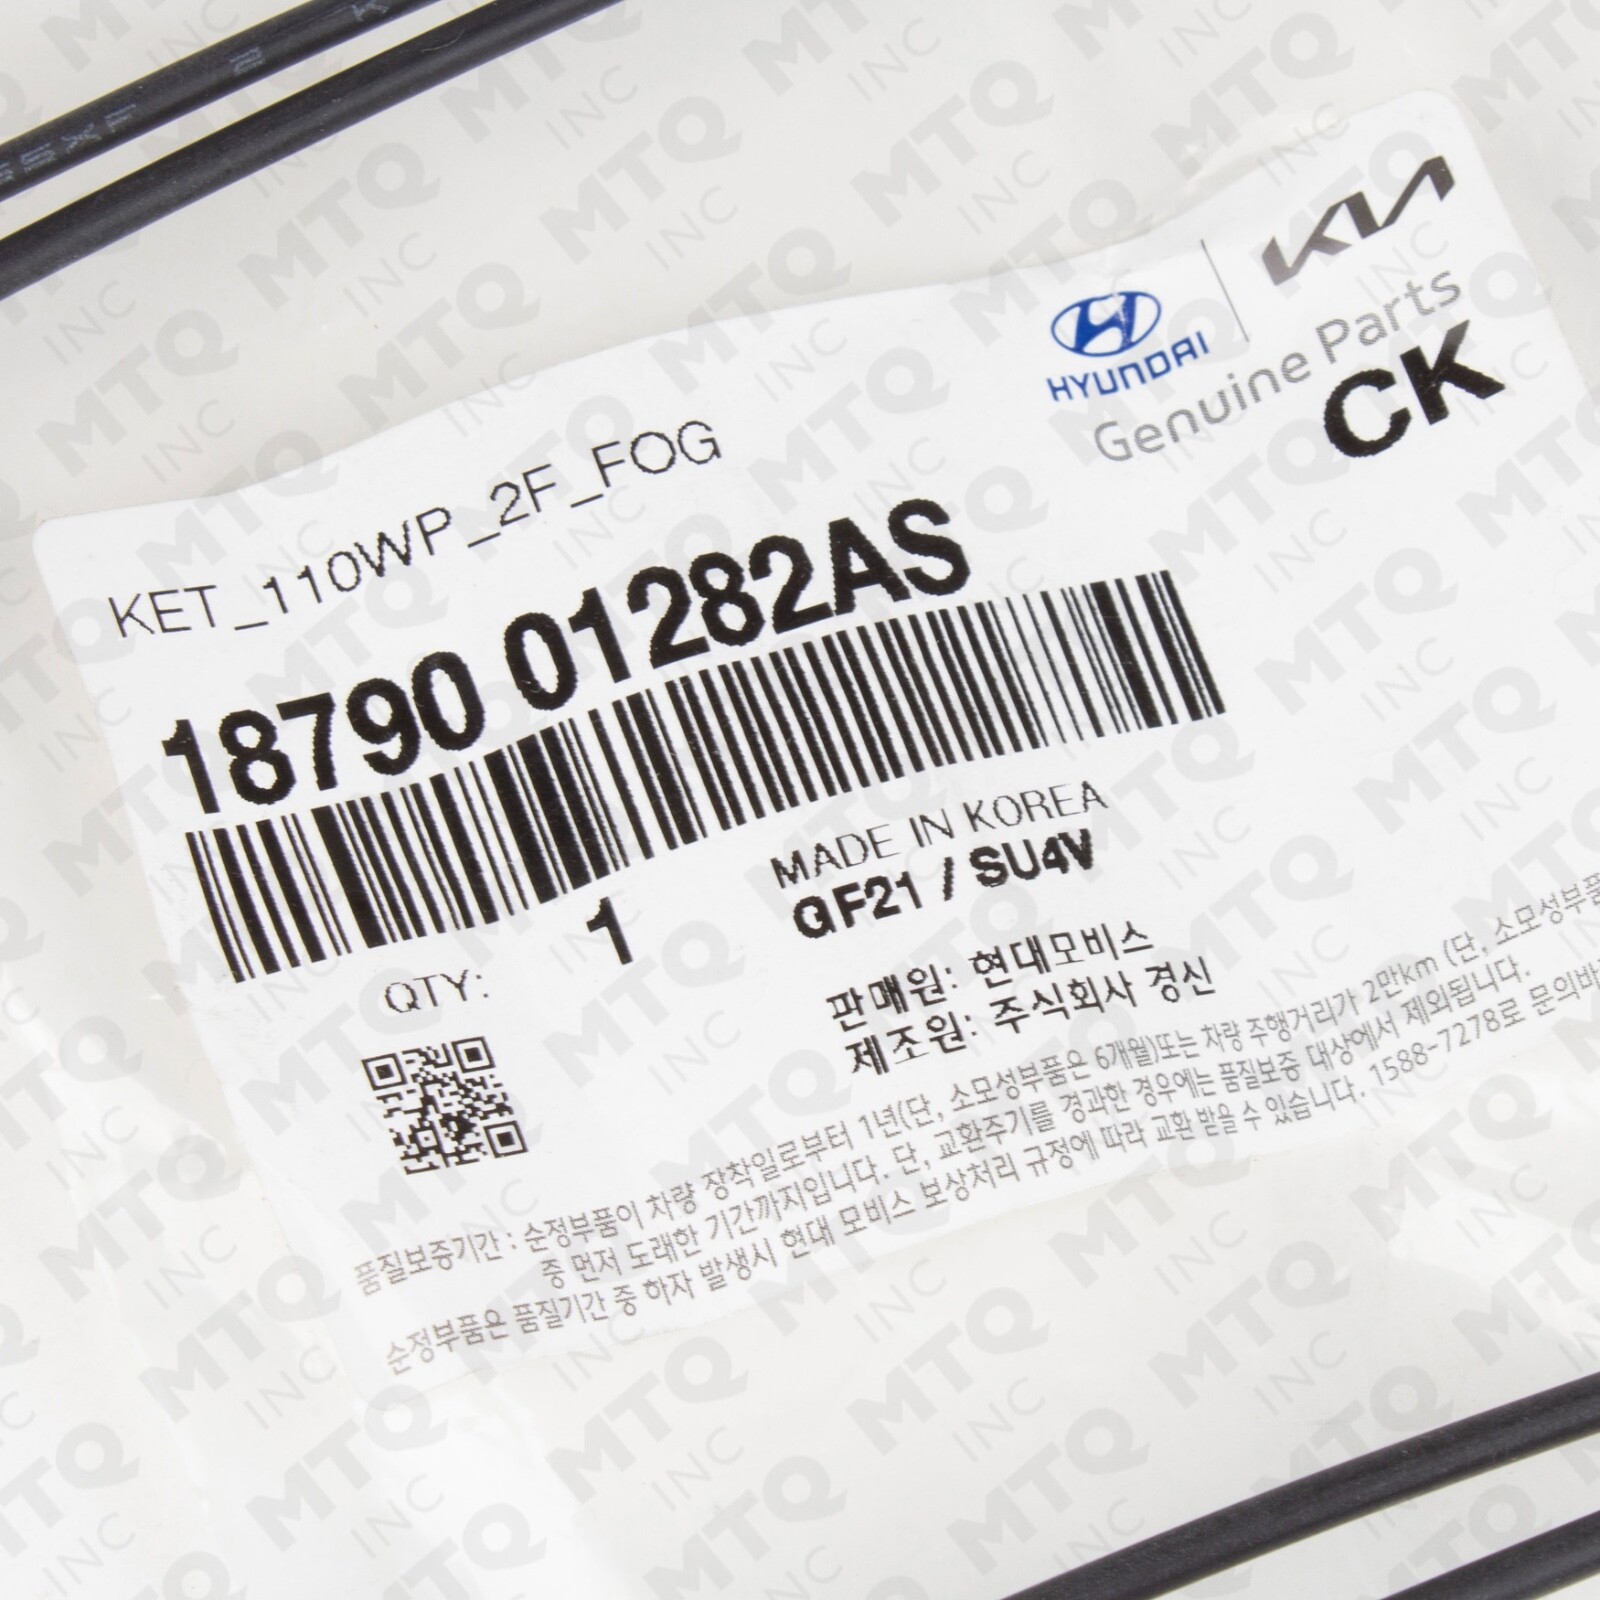 HYUNDAI
KIA
Genuine Parts
CK
KET_110WP_2F_FOG
18790 01282AS
MADE IN KOREA
QF21 / SU4V
QTY: 1
판매원: 현대모비스
제조원: 주식회사 경신
품질보증기간 : 순정부품이 차량 장착일로부터 1년(단, 소모성부품은 6개월)또는 차량 주행거리가 2만km (단, 소모성부품
중 먼저 도래한 기간까지입니다. 단, 교환주기를 경과한 경우에는 품질보증 대상에서 제외됩니다.
순정부품은 품질기간 중 하자 발생시 현대 모비스 보상처리 규정에 따라 교환 받을 수 있습니다. 1588-7278로 문의바
MTQ INC